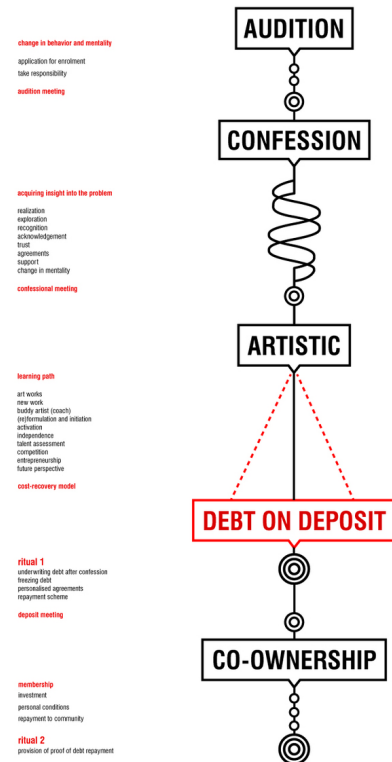 AUDITION
change in behavior and mentality
application for enrolment
take responsibility
audition meeting
CONFESSION
acquiring insight into the problem
realization
exploration
recognition
acknowledgement
trust
agreements
support
change in mentality
confessional meeting
ARTISTIC
learning path
art works
new work
buddy artist (coach)
(re)formulation and initiation
activation
independence
talent assessment
competition
entrepreneurship
future perspective
cost-recovery model
DEBT ON DEPOSIT
ritual 1
underwriting debt after confession
freezing debt
personalised agreements
repayment scheme
deposit meeting
CO-OWNERSHIP
membership
investment
personal conditions
repayment to community
ritual 2
provision of proof of debt repayment